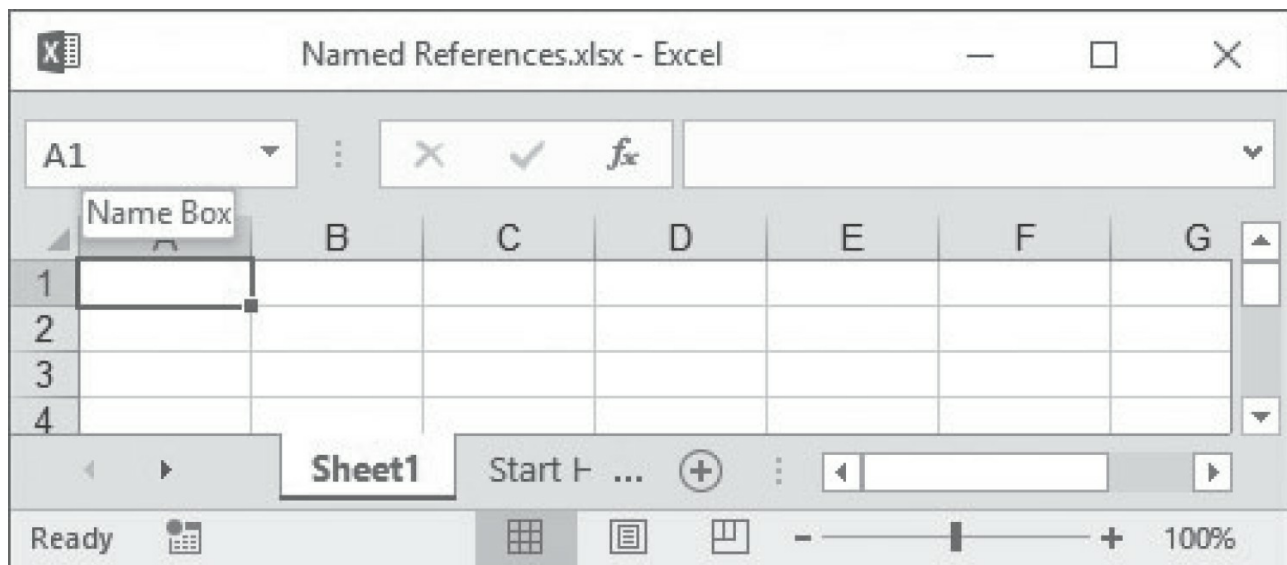 Named References.xlsx - Excel
A1 fx
Name Box
A B C D E F G
1
2
3
4
Sheet1 Start H ...
Ready 100%